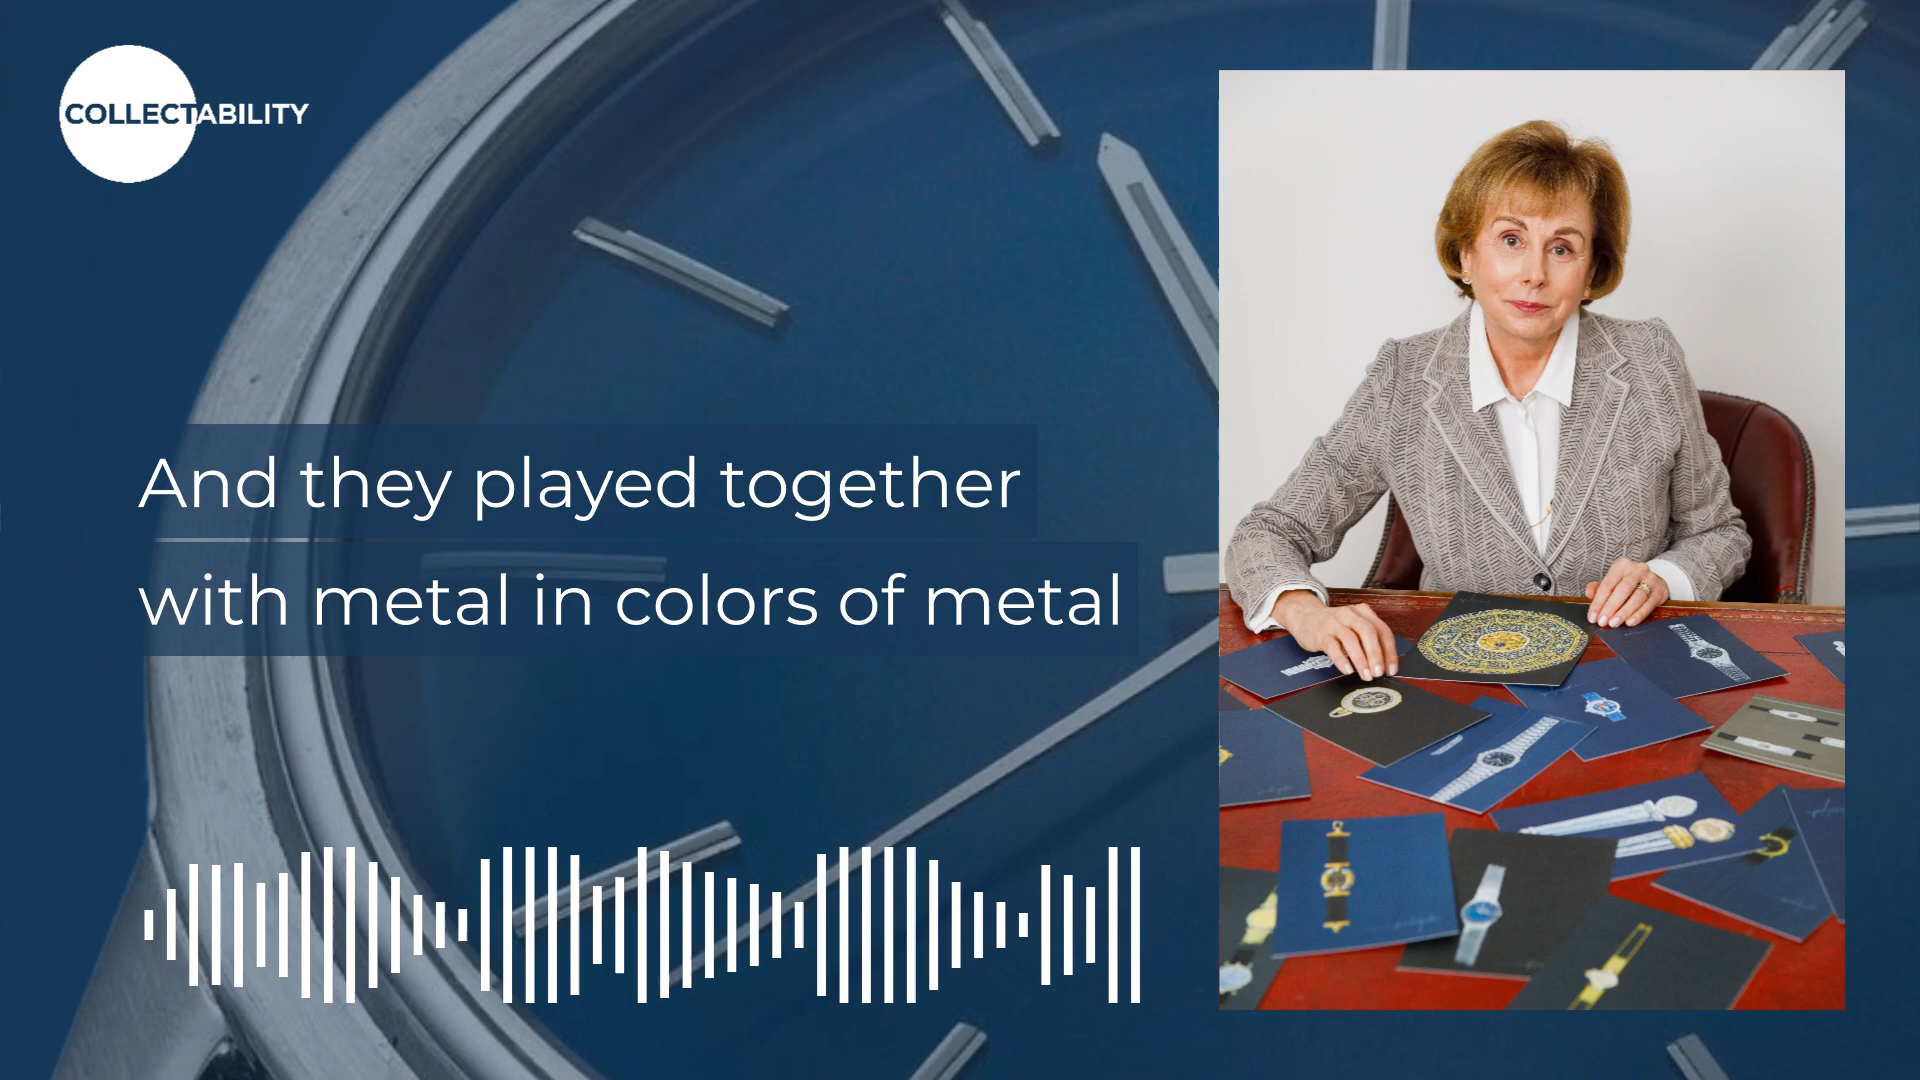 COLLECTABILITY
And they played together
with metal in colors of metal